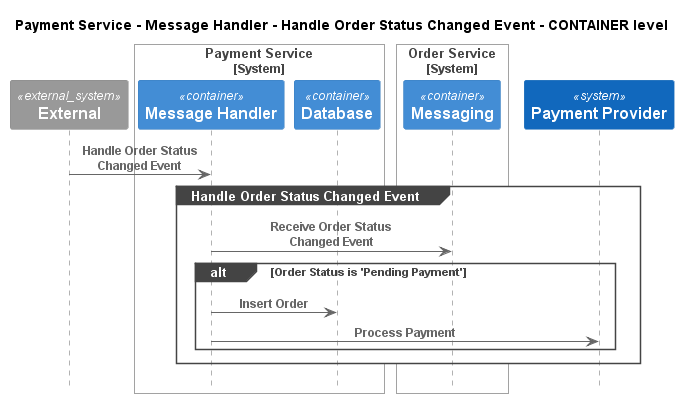 Payment Service - Message Handler - Handle Order Status Changed Event - CONTAINER level
Payment Service
[System]
Order Service
[System]
«external_system»
External
«container»
Message Handler
«container»
Database
«container»
Messaging
«system»
Payment Provider
Handle Order Status
Changed Event
Handle Order Status Changed Event
Receive Order Status
Changed Event
alt
[Order Status is 'Pending Payment']
Insert Order
Process Payment